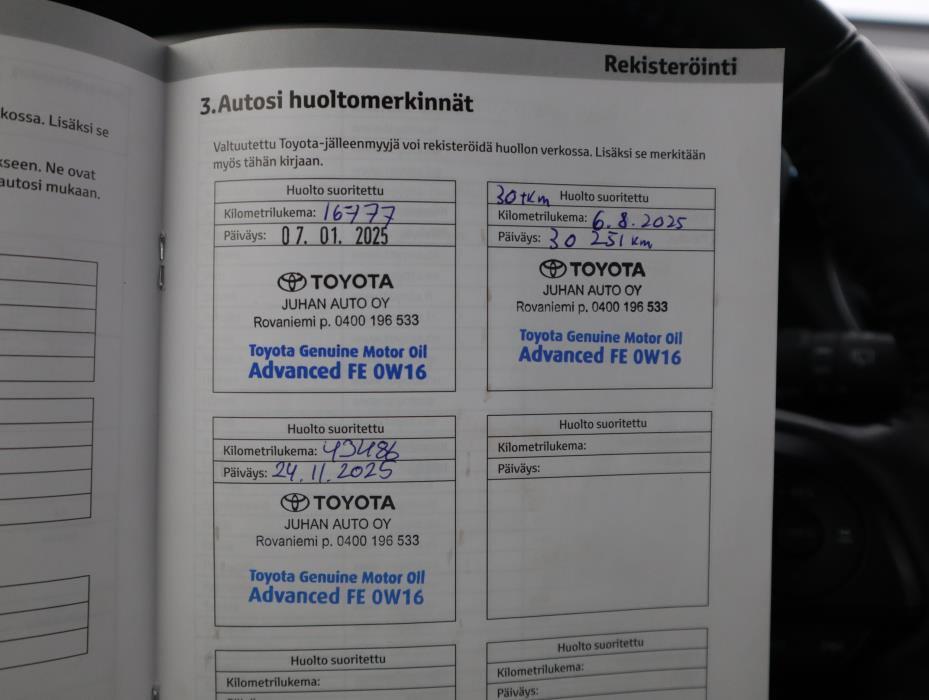 Rekisteröinti
kossa. Lisäksi se
kseen. Ne ovat
autosi mukaan.
3.Autosi huoltomerkinnät
Valtuutettu Toyota-jälleenmyyjä voi rekisteröidä huollon verkossa. Lisäksi se merkitään
myös tähän kirjaan.
Huolto suoritettu
Kilometrilukema: 16777
Päiväys: 07. 01. 2025
TOYOTA
JUHAN AUTO OY
Rovaniemi p. 0400 196 533
Toyota Genuine Motor Oil
Advanced FE 0W16
30tkm Huolto suoritettu
Kilometrilukema: 6.8.2025
Päiväys: 30 251 km
TOYOTA
JUHAN AUTO OY
Rovaniemi p. 0400 196 533
Toyota Genuine Motor Oil
Advanced FE 0W16
Huolto suoritettu
Kilometrilukema: 43486
Päiväys: 24.11.2025
TOYOTA
JUHAN AUTO OY
Rovaniemi p. 0400 196 533
Toyota Genuine Motor Oil
Advanced FE 0W16
Huolto suoritettu
Kilometrilukema:
Päiväys:
Huolto suoritettu
Kilometrilukema:
Huolto suoritettu
Kilometrilukema:
Päiväys: